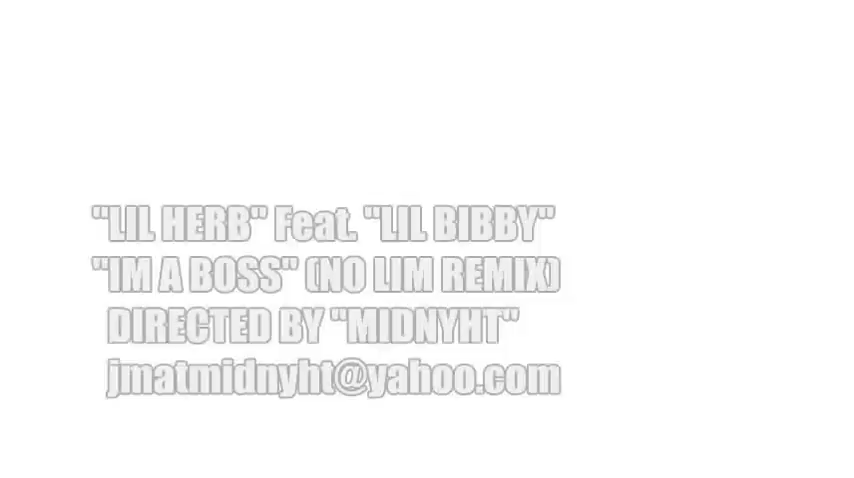 "LIL HERB" Feat. "LIL BIBBY"
"IM A BOSS" (NO LIM REMIX)
DIRECTED BY "MIDNYHT"
jmatmidnyht@yahoo.com